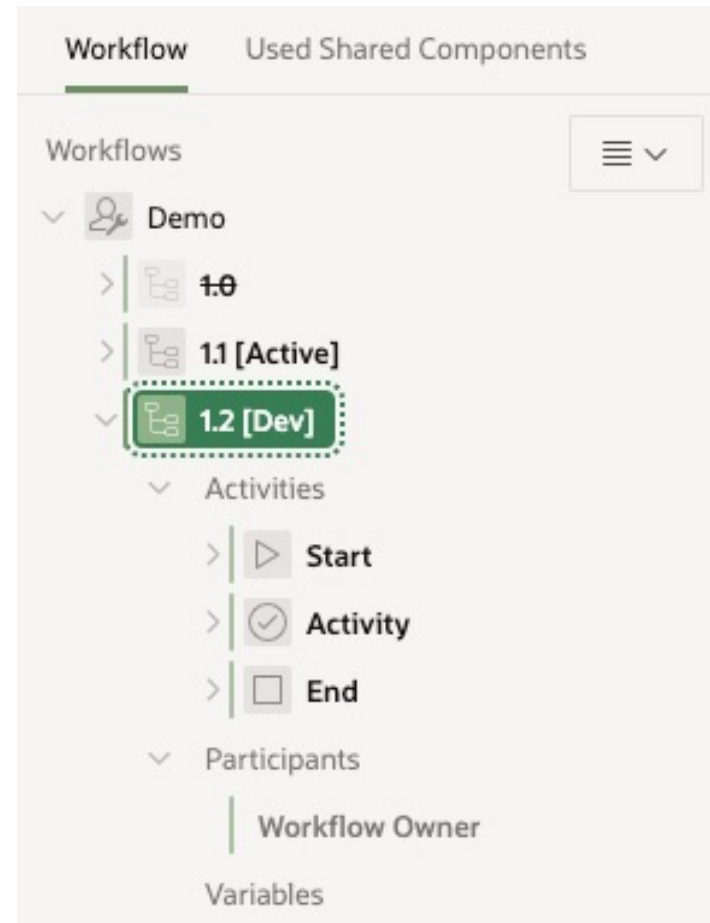 Workflow Used Shared Components
Workflows
Demo
1.0
1.1 [Active]
1.2 [Dev]
Activities
Start
Activity
End
Participants
Workflow Owner
Variables